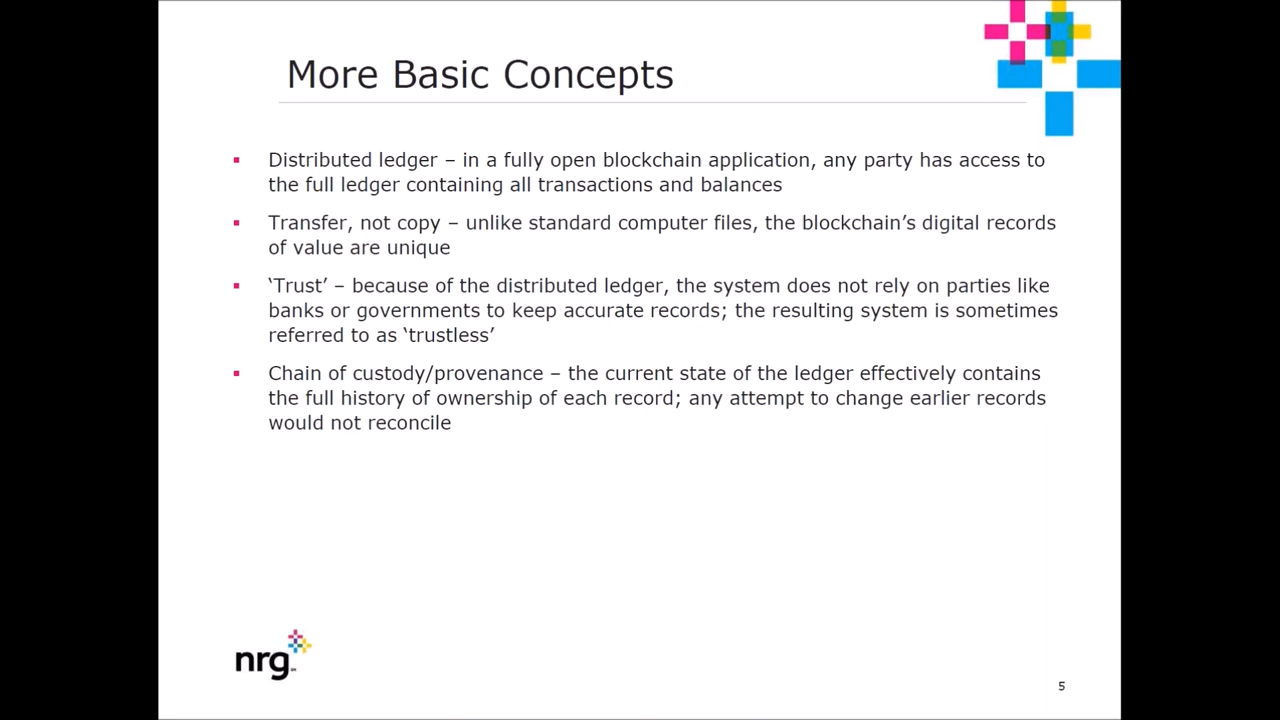 More Basic Concepts
▪ Distributed ledger – in a fully open blockchain application, any party has access to
the full ledger containing all transactions and balances
▪ Transfer, not copy – unlike standard computer files, the blockchain’s digital records
of value are unique
▪ ‘Trust’ – because of the distributed ledger, the system does not rely on parties like
banks or governments to keep accurate records; the resulting system is sometimes
referred to as ‘trustless’
▪ Chain of custody/provenance – the current state of the ledger effectively contains
the full history of ownership of each record; any attempt to change earlier records
would not reconcile
nrg
5